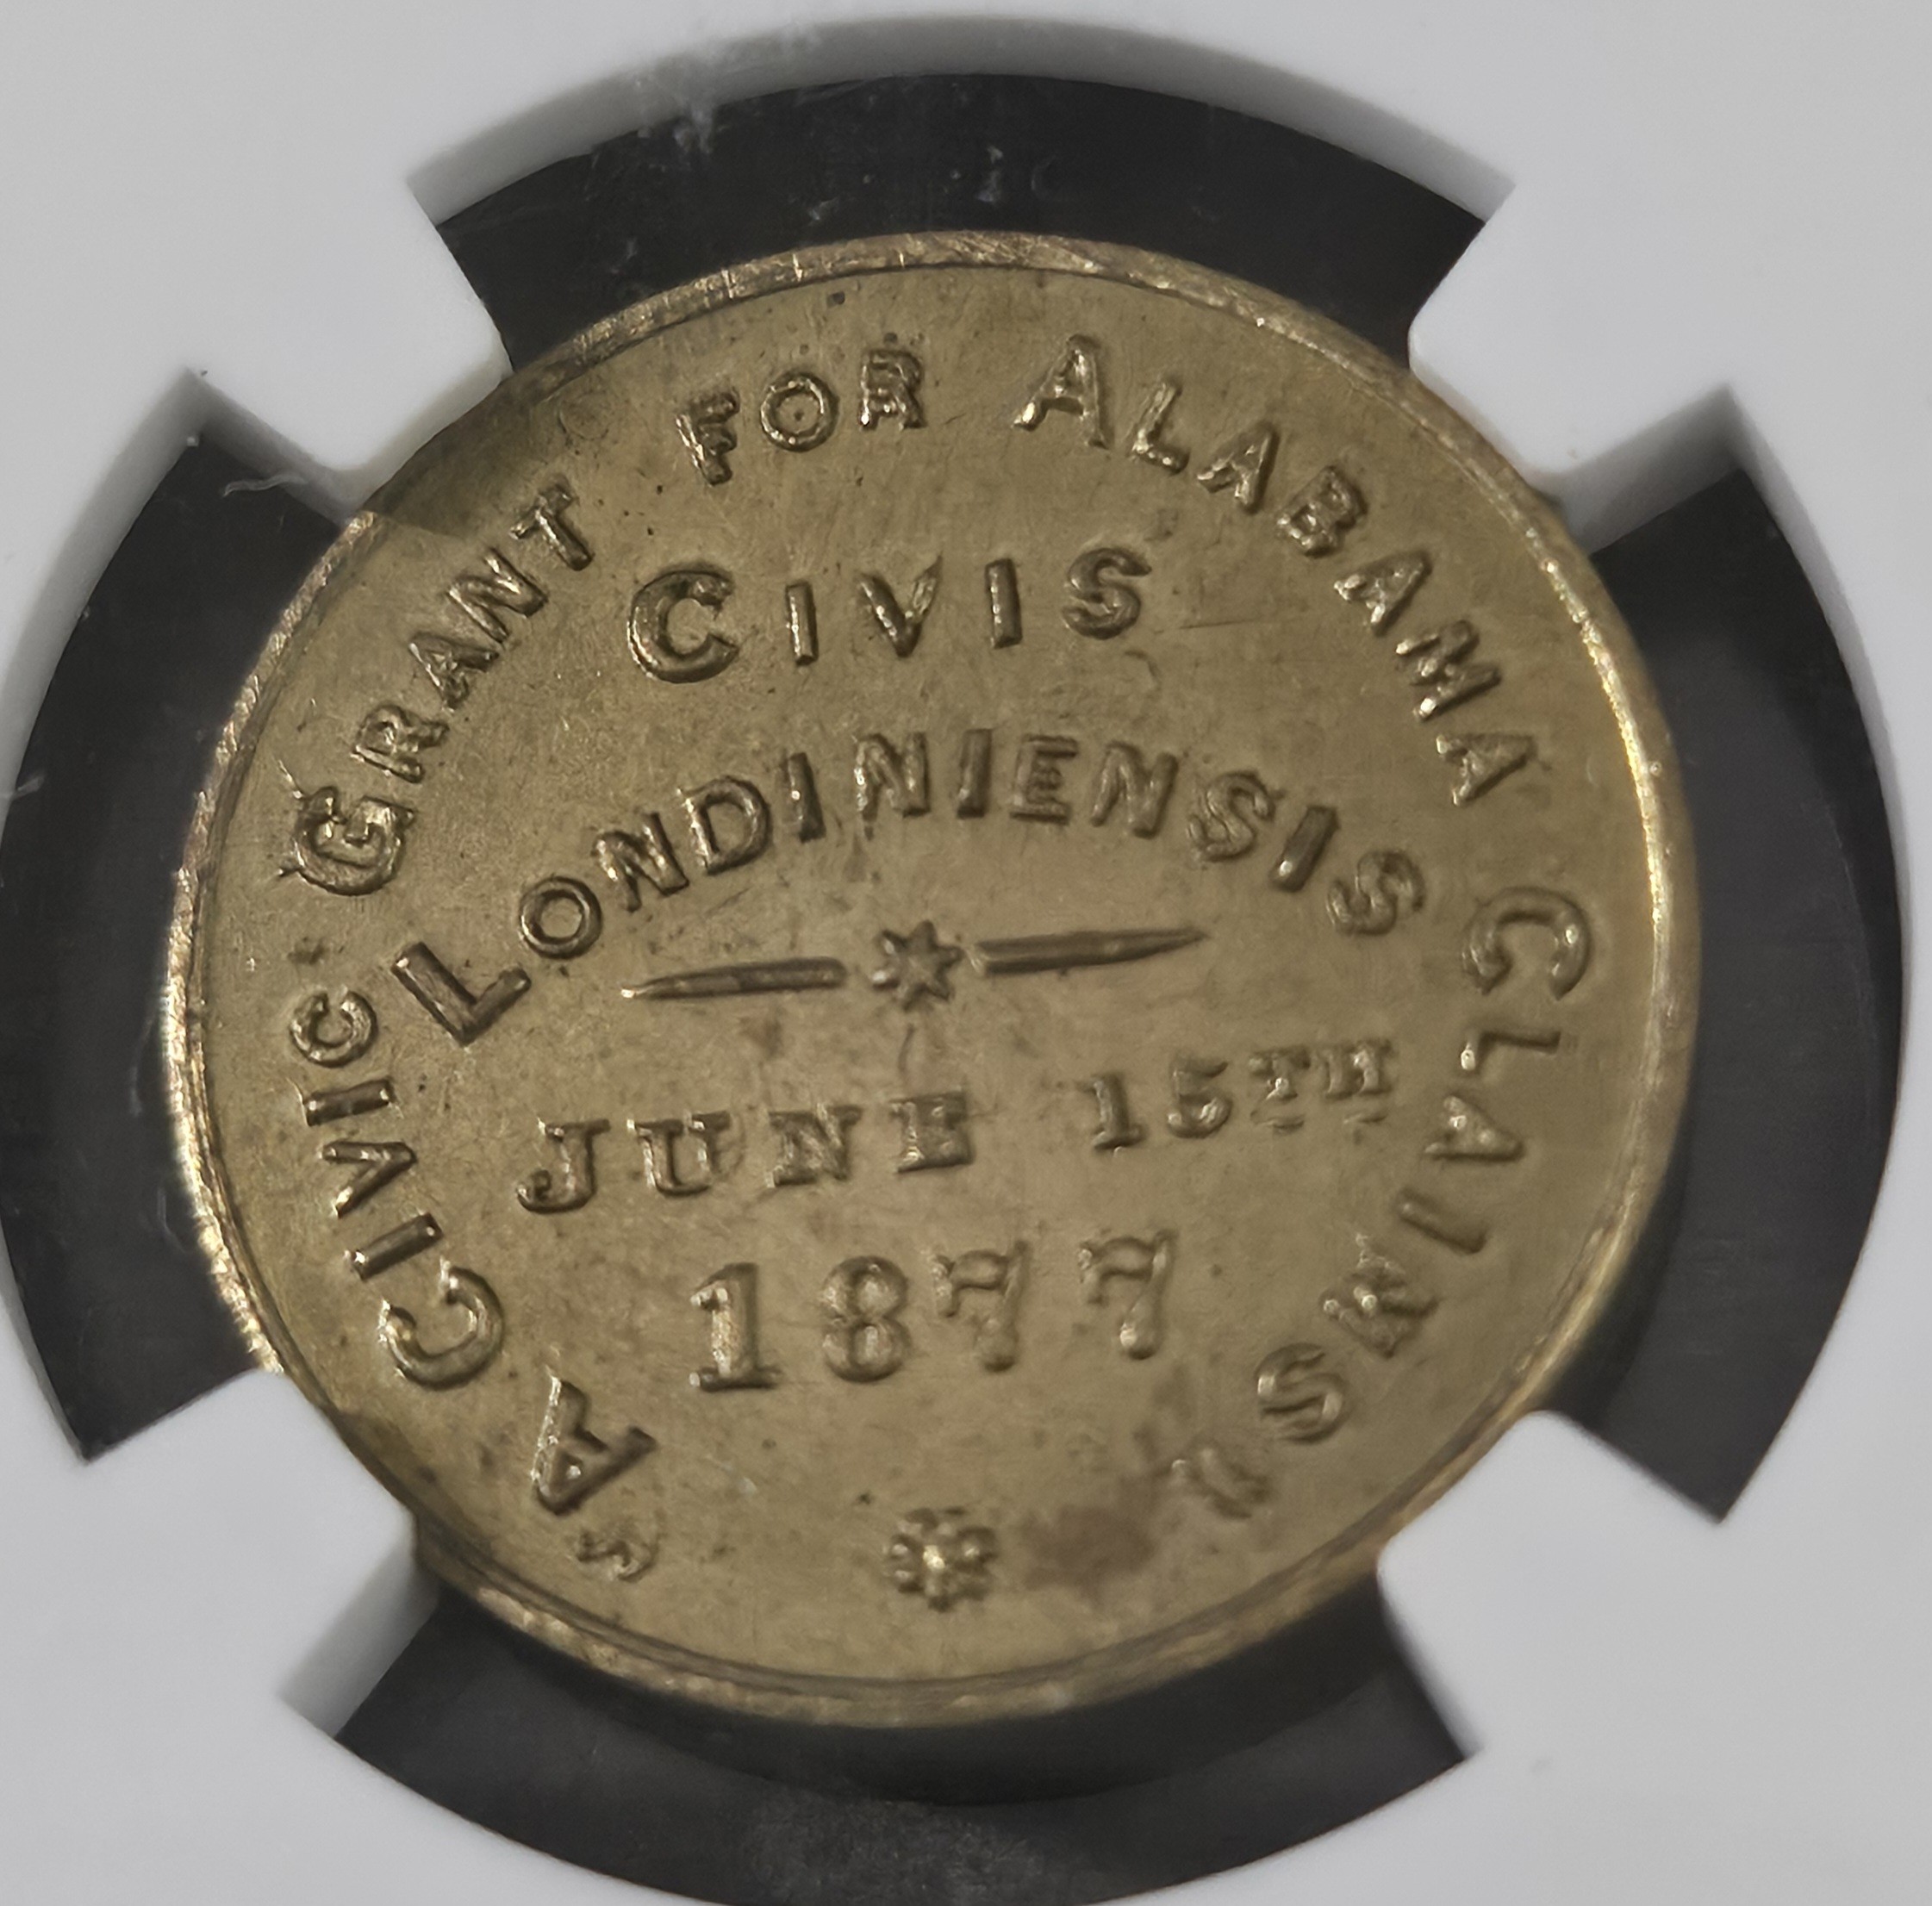 "A CIVIC GRANT FOR ALABAMA CLAIMS"
CIVIS
LONDINIENSIS
JUNE 15TH
1877